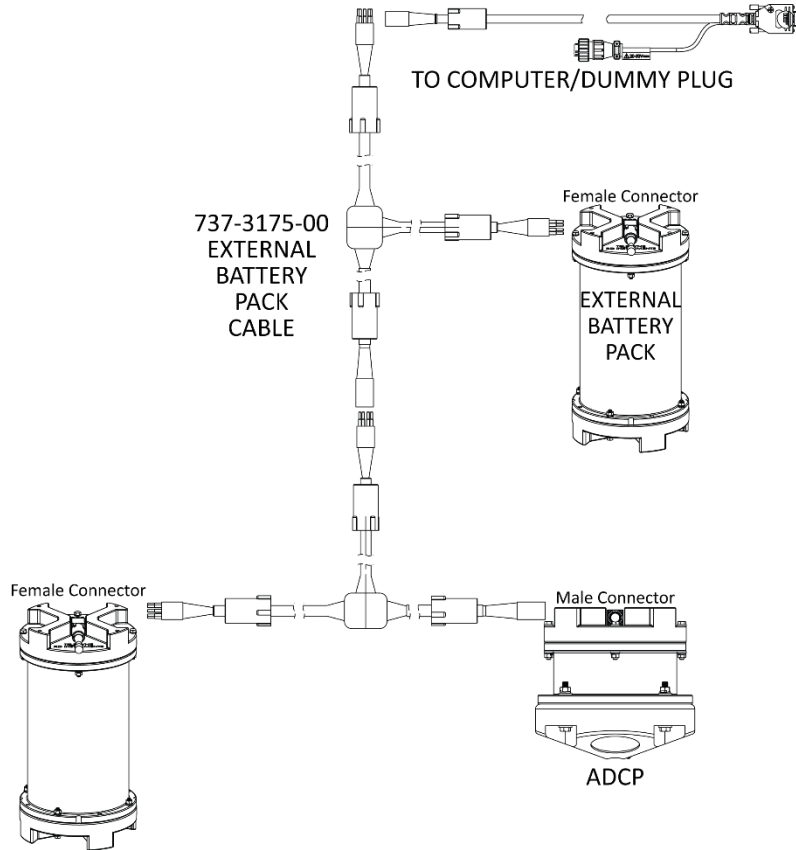 TO COMPUTER/DUMMY PLUG
737-3175-00
EXTERNAL
BATTERY
PACK
CABLE
Female Connector
EXTERNAL
BATTERY
PACK
Female Connector
Male Connector
ADCP